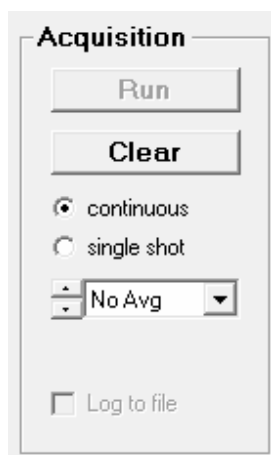 Acquisition
Run
Clear
continuous
single shot
No Avg
Log to file